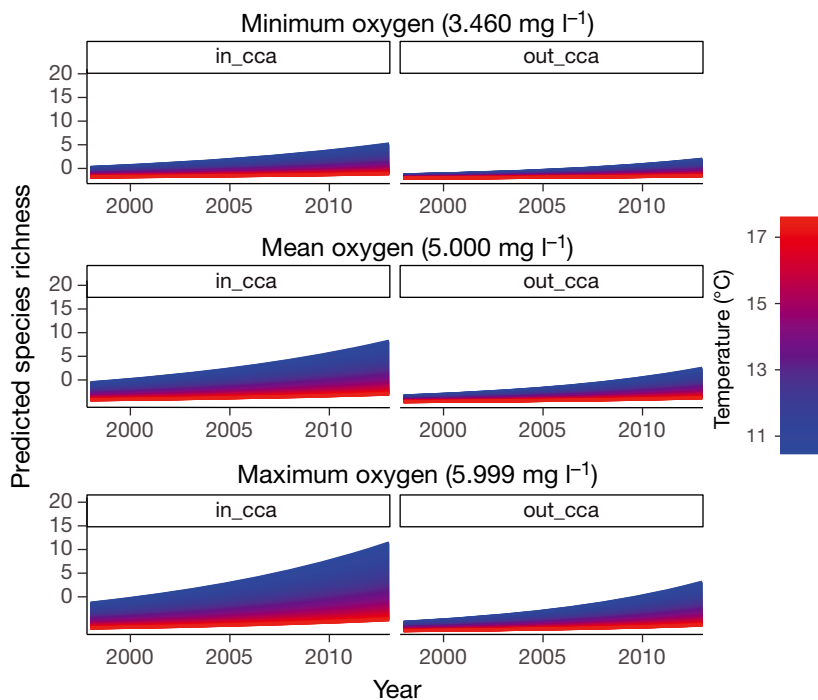 Minimum oxygen (3.460 mg l⁻¹)
in_cca out_cca
20
15
10
5
0
2000 2005 2010 2000 2005 2010
Mean oxygen (5.000 mg l⁻¹)
in_cca out_cca
20
15
10
5
0
2000 2005 2010 2000 2005 2010
Maximum oxygen (5.999 mg l⁻¹)
in_cca out_cca
20
15
10
5
0
2000 2005 2010 2000 2005 2010
Year
Predicted species richness
Temperature (°C)
17
15
13
11